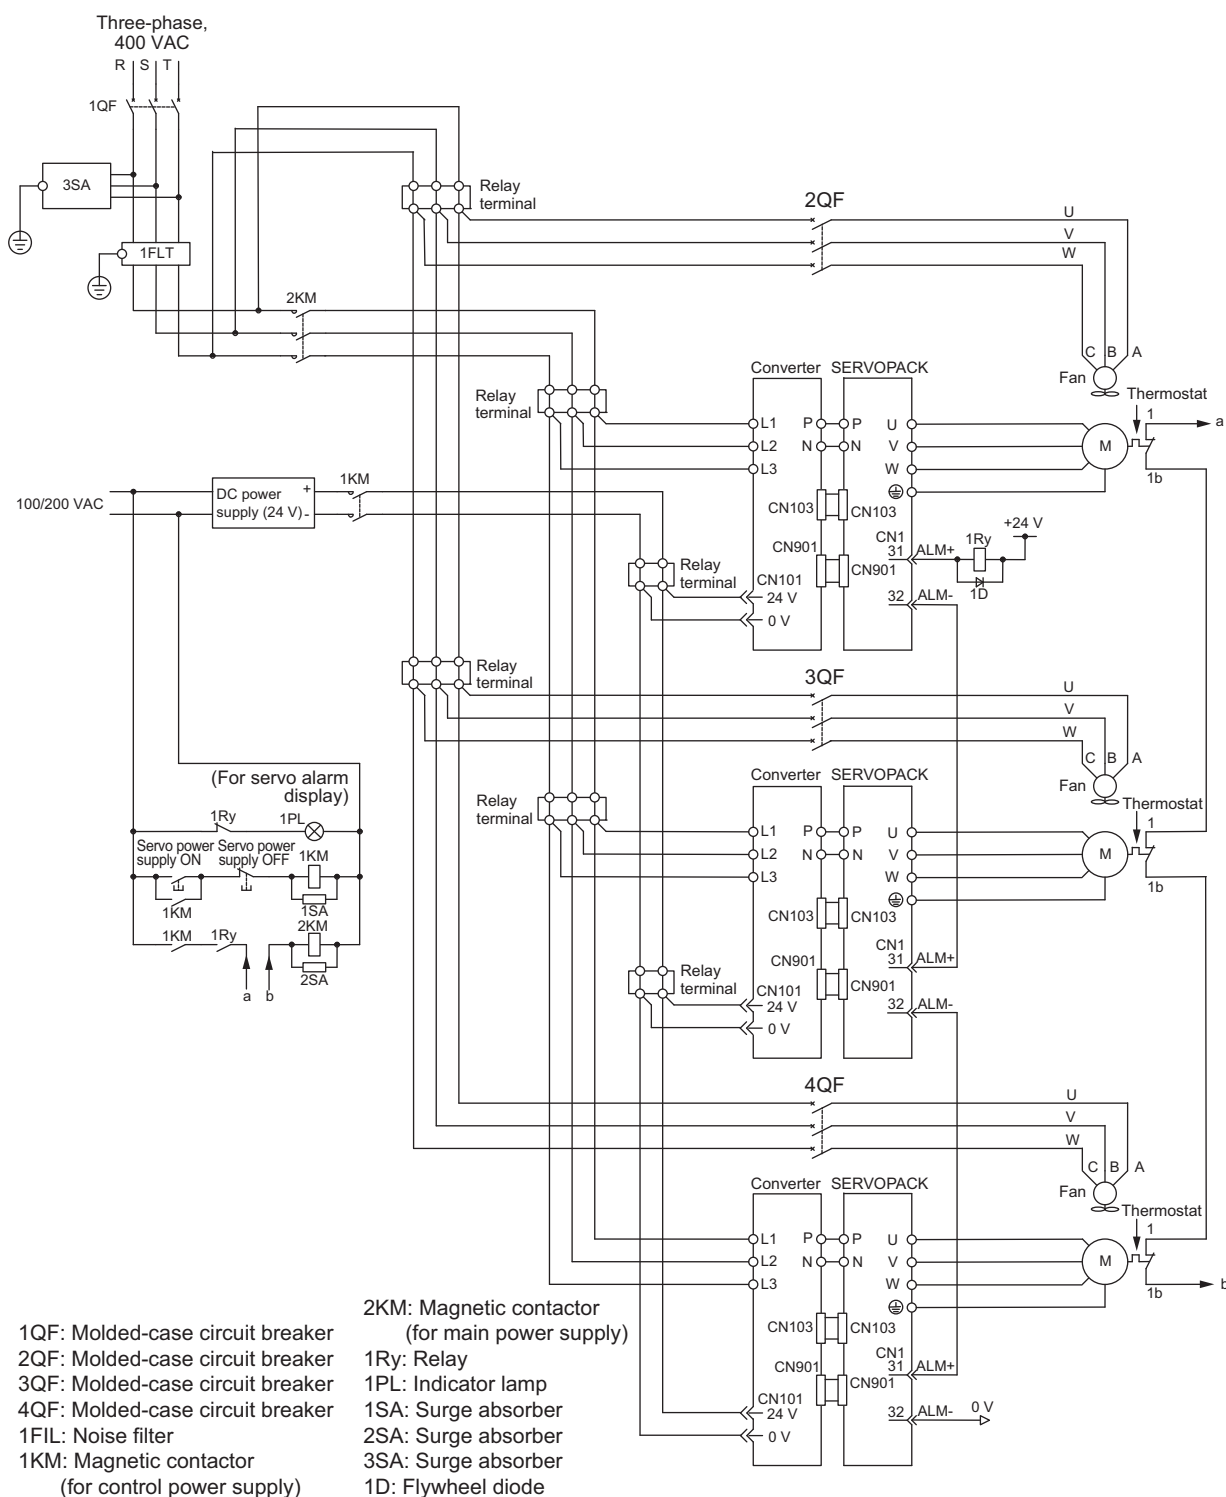 Three-phase,
400 VAC
R S T
1QF
3SA
1FLT
2KM
Relay
terminal
2QF
U
V
W
C B A
Fan
Thermostat
1
a
1b
Converter SERVOPACK
Relay
terminal
L1 P P U
L2 N N V
L3 W
M
CN103 CN103
CN901 CN901
CN1
31 ALM+
1Ry
+24 V
1D
32 ALM-
CN101
24 V
0 V
Relay
terminal
100/200 VAC
DC power
supply (24 V)
+
-
1KM
Relay
terminal
3QF
U
V
W
C B A
Fan
Thermostat
1
1b
Converter SERVOPACK
Relay
terminal
L1 P P U
L2 N N V
L3 W
M
CN103 CN103
CN901 CN901
CN1
31 ALM+
32 ALM-
CN101
24 V
0 V
Relay
terminal
(For servo alarm
display)
1Ry 1PL
Servo power
supply ON
Servo power
supply OFF
1KM
1KM
1SA
1KM 1Ry
2KM
2SA
a b
4QF
U
V
W
C B A
Fan
Thermostat
1
1b
b
Converter SERVOPACK
L1 P P U
L2 N N V
L3 W
M
CN103 CN103
CN901 CN901
CN1
31 ALM+
32 ALM- 0 V
CN101
24 V
0 V
1QF: Molded-case circuit breaker
2QF: Molded-case circuit breaker
3QF: Molded-case circuit breaker
4QF: Molded-case circuit breaker
1FIL: Noise filter
1KM: Magnetic contactor
(for control power supply)
2KM: Magnetic contactor
(for main power supply)
1Ry: Relay
1PL: Indicator lamp
1SA: Surge absorber
2SA: Surge absorber
3SA: Surge absorber
1D: Flywheel diode